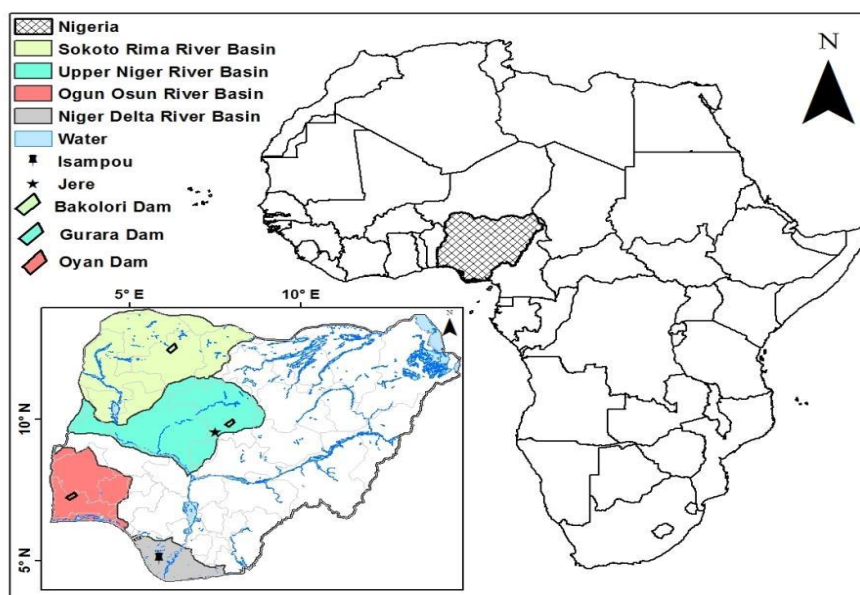 Nigeria
Sokoto Rima River Basin
Upper Niger River Basin
Ogun Osun River Basin
Niger Delta River Basin
Water
Isampou
Jere
Bakolori Dam
Gurara Dam
Oyan Dam
N
5° E
10° E
N
10° N
5° N